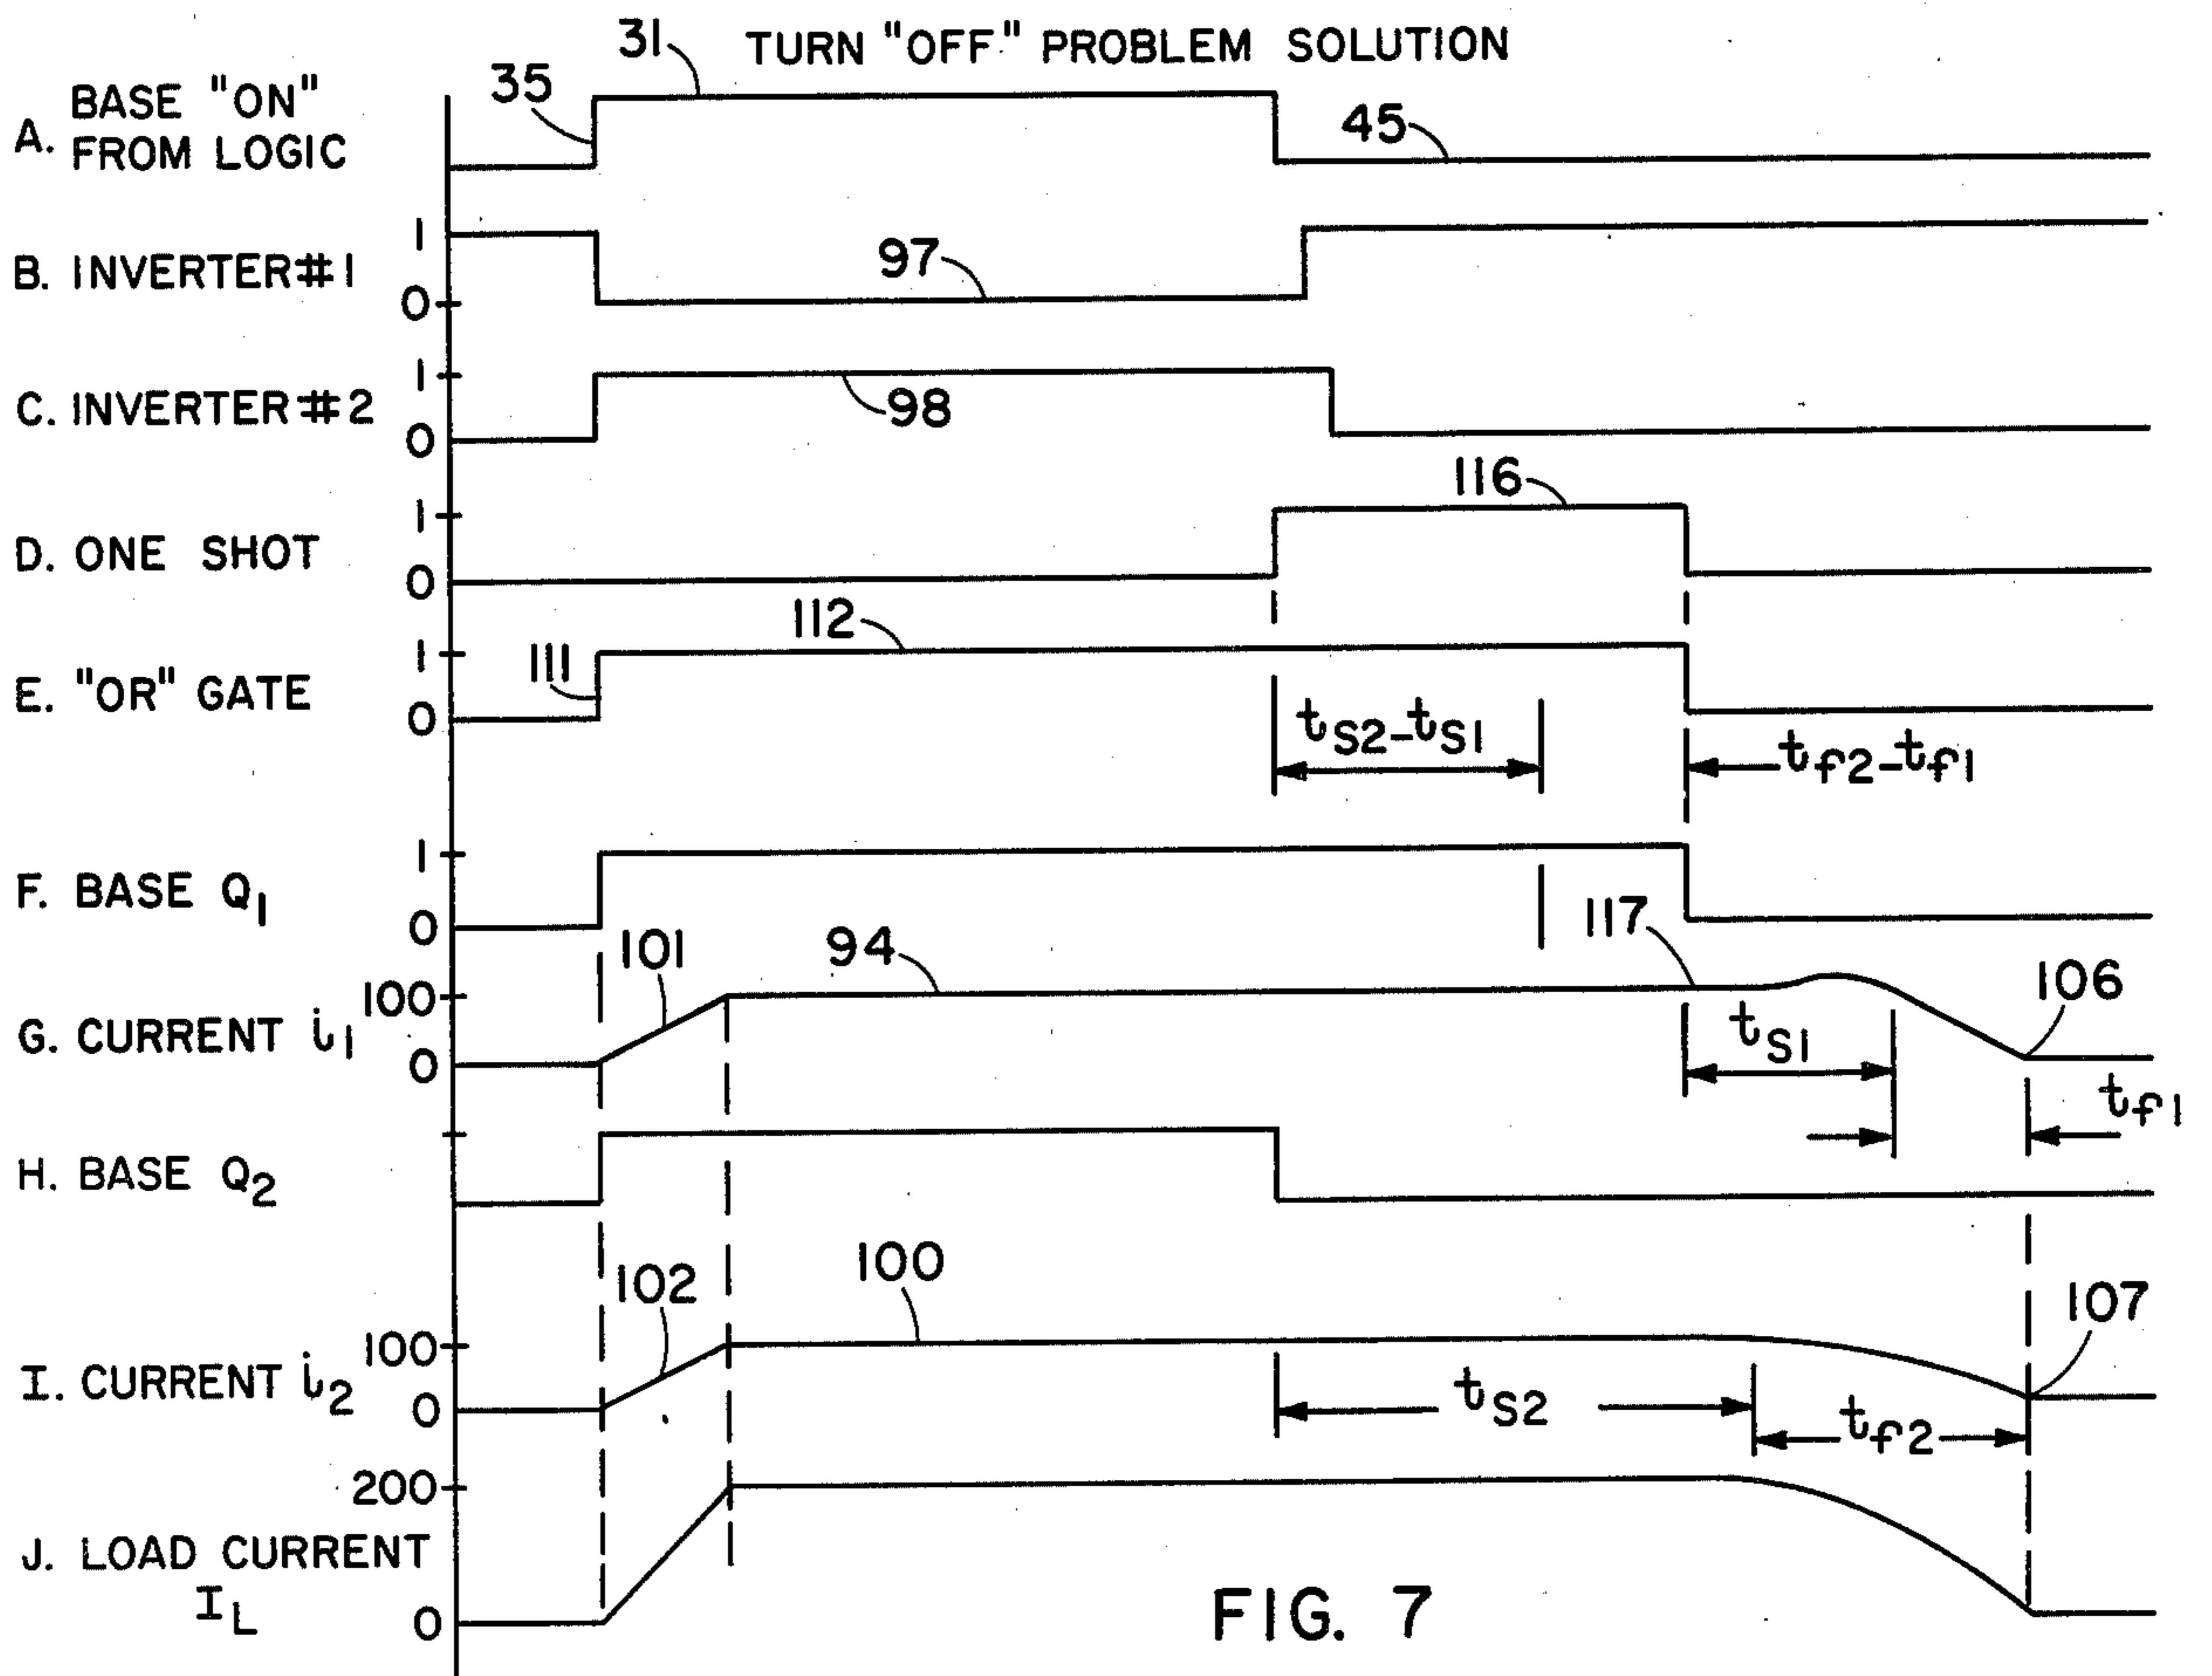 TURN "OFF" PROBLEM SOLUTION
31
35
45
A. BASE "ON"
FROM LOGIC
B. INVERTER#1
1
0
97
C. INVERTER#2
1
0
98
D. ONE SHOT
1
0
116
E. "OR" GATE
1
0
111
112
tS2-tS1
tf2-tf1
F. BASE Q1
1
0
117
G. CURRENT i1
100
0
101
94
106
tS1
tf1
H. BASE Q2
I. CURRENT i2
100
0
102
100
107
tS2
tf2
J. LOAD CURRENT
IL
200
0
FIG. 7